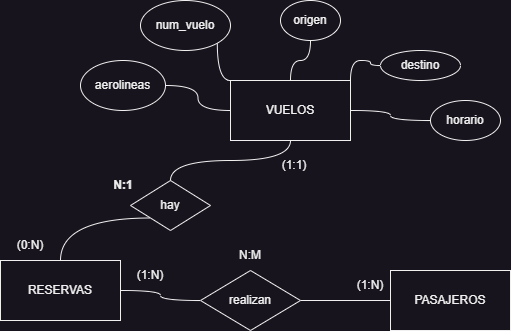 num_vuelo
origen
aerolineas
destino
VUELOS
horario
(1:1)
N:1
hay
(0:N)
N:M
RESERVAS
(1:N)
realizan
(1:N)
PASAJEROS